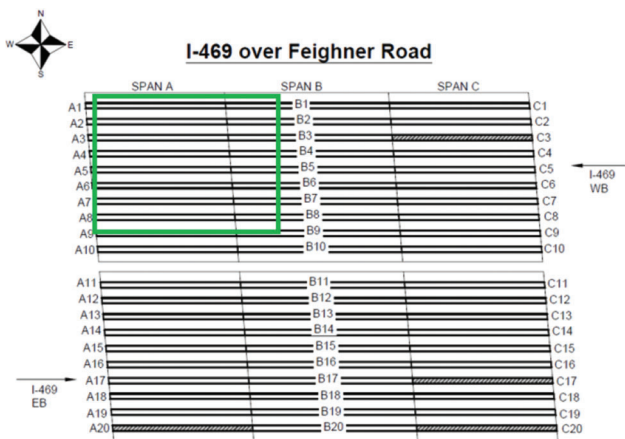 N
W E
S
I-469 over Feighner Road
SPAN A SPAN B SPAN C
A1 B1 C1
A2 B2 C2
A3 B3 C3
A4 B4 C4
A5 B5 C5
A6 B6 C6
A7 B7 C7
A8 B8 C8
A9 B9 C9
A10 B10 C10
I-469
WB
A11 B11 C11
A12 B12 C12
A13 B13 C13
A14 B14 C14
A15 B15 C15
A16 B16 C16
A17 B17 C17
A18 B18 C18
A19 B19 C19
A20 B20 C20
I-469
EB